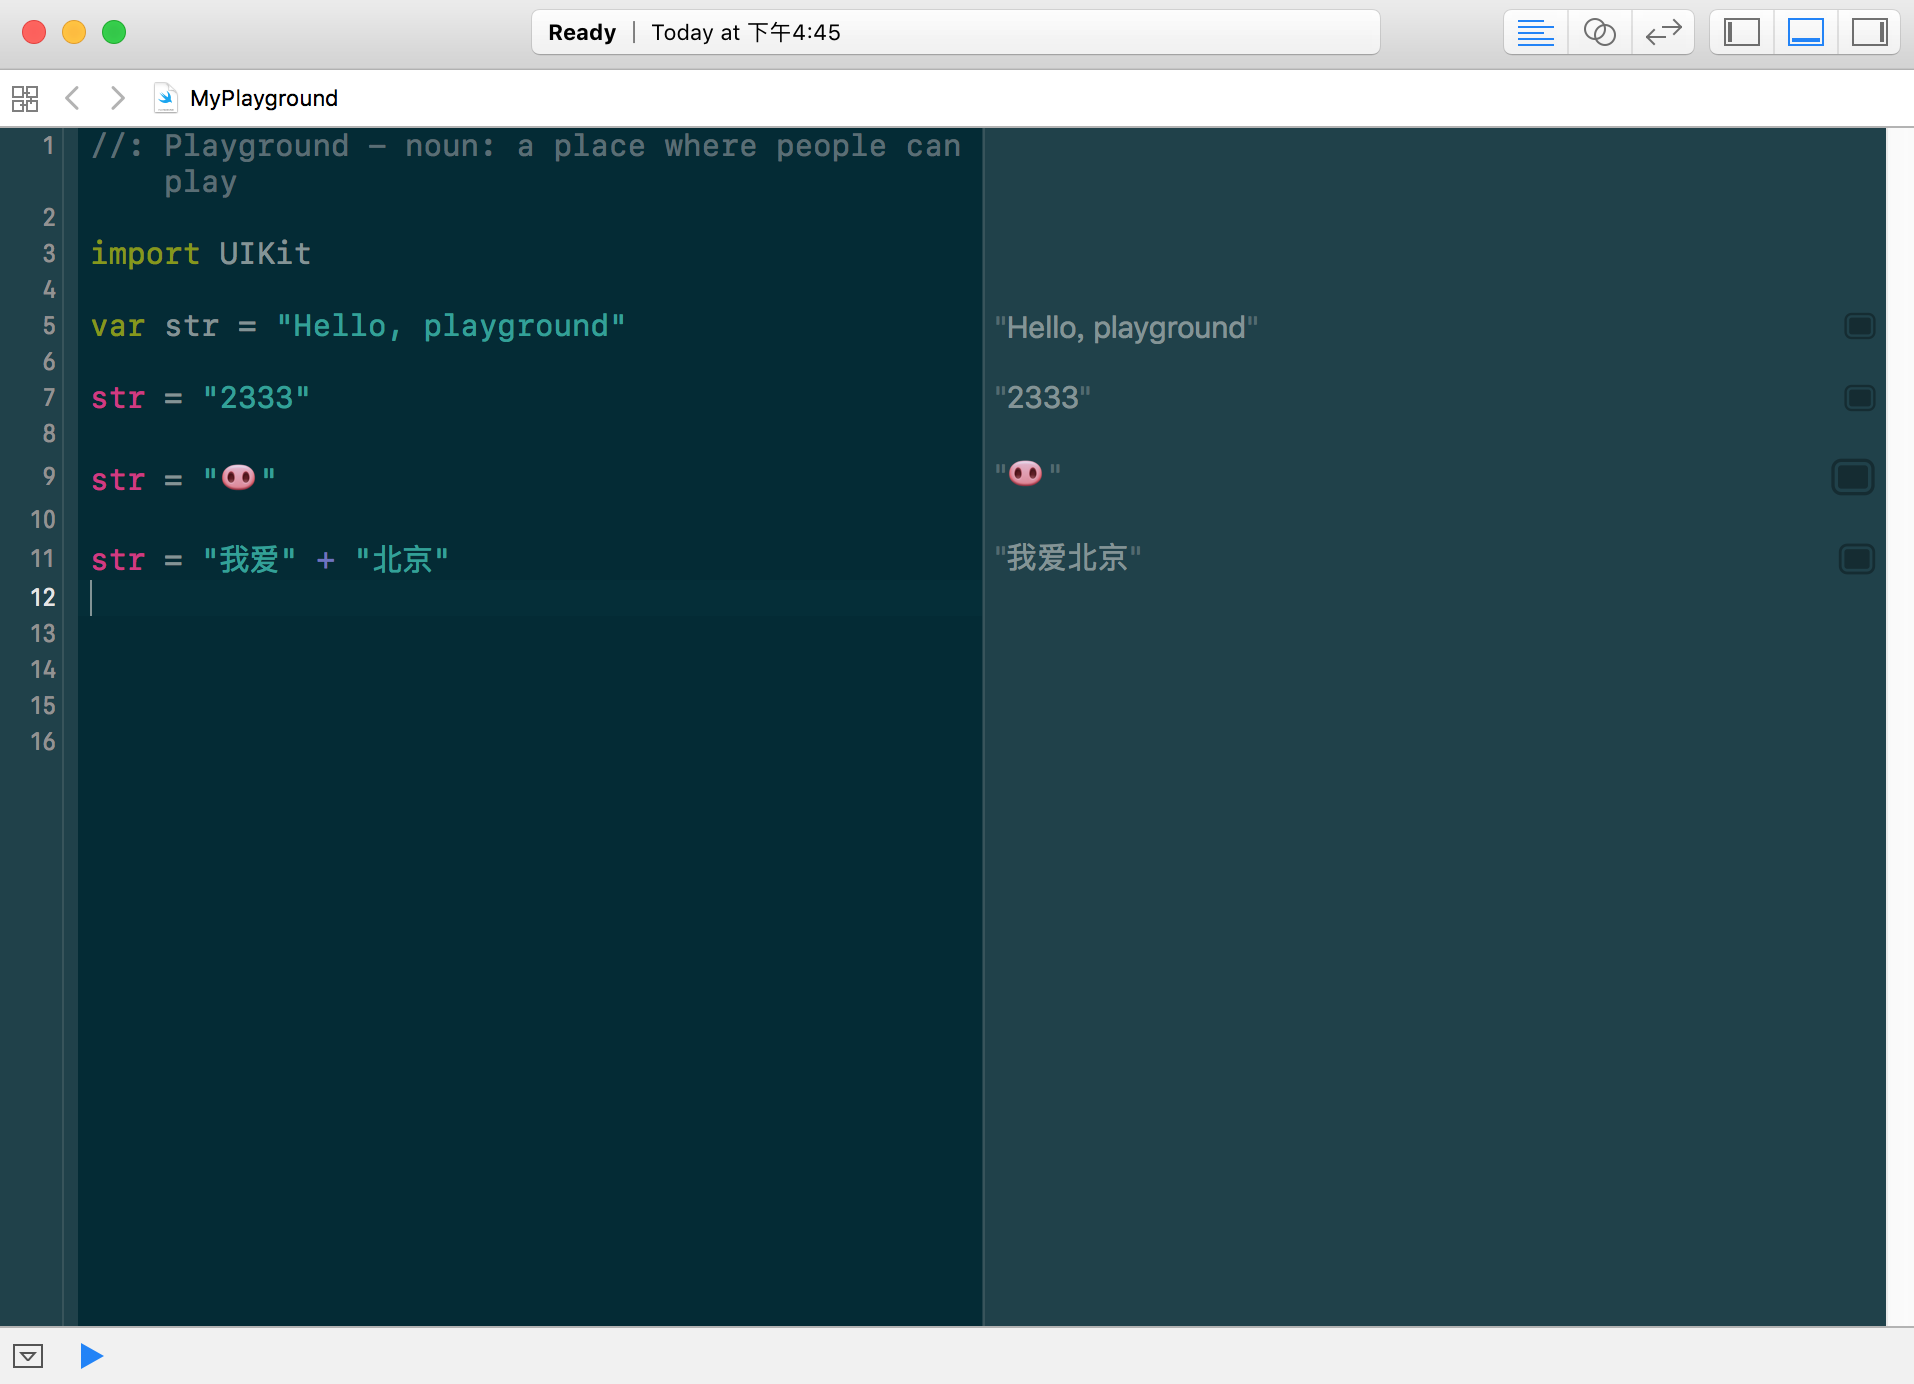 Ready | Today at 下午4:45
MyPlayground
1 //: Playground - noun: a place where people can
play
2
3 import UIKit
4
5 var str = "Hello, playground" "Hello, playground"
6
7 str = "2333" "2333"
8
9 str = "🐽" "🐽"
10
11 str = "我爱" + "北京" "我爱北京"
12
13
14
15
16